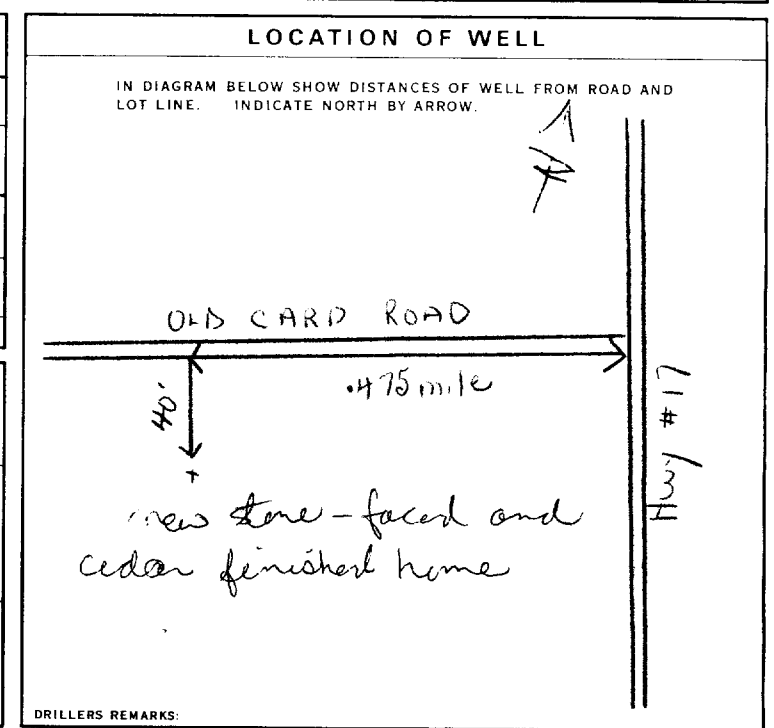 LOCATION OF WELL
IN DIAGRAM BELOW SHOW DISTANCES OF WELL FROM ROAD AND
LOT LINE. INDICATE NORTH BY ARROW.
N
OLD CARD ROAD
.475 mile
40'
Hwy #17
new stone-faced and
cedar finished home
DRILLERS REMARKS: